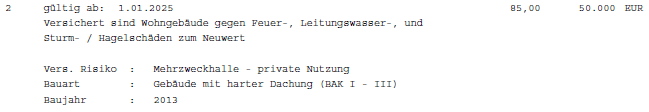 2 gültig ab: 1.01.2025 85,00 50.000 EUR
Versichert sind Wohngebäude gegen Feuer-, Leitungswasser-, und
Sturm- / Hagelschäden zum Neuwert
Vers. Risiko : Mehrzweckhalle - private Nutzung
Bauart : Gebäude mit harter Dachung (BAK I - III)
Baujahr : 2013